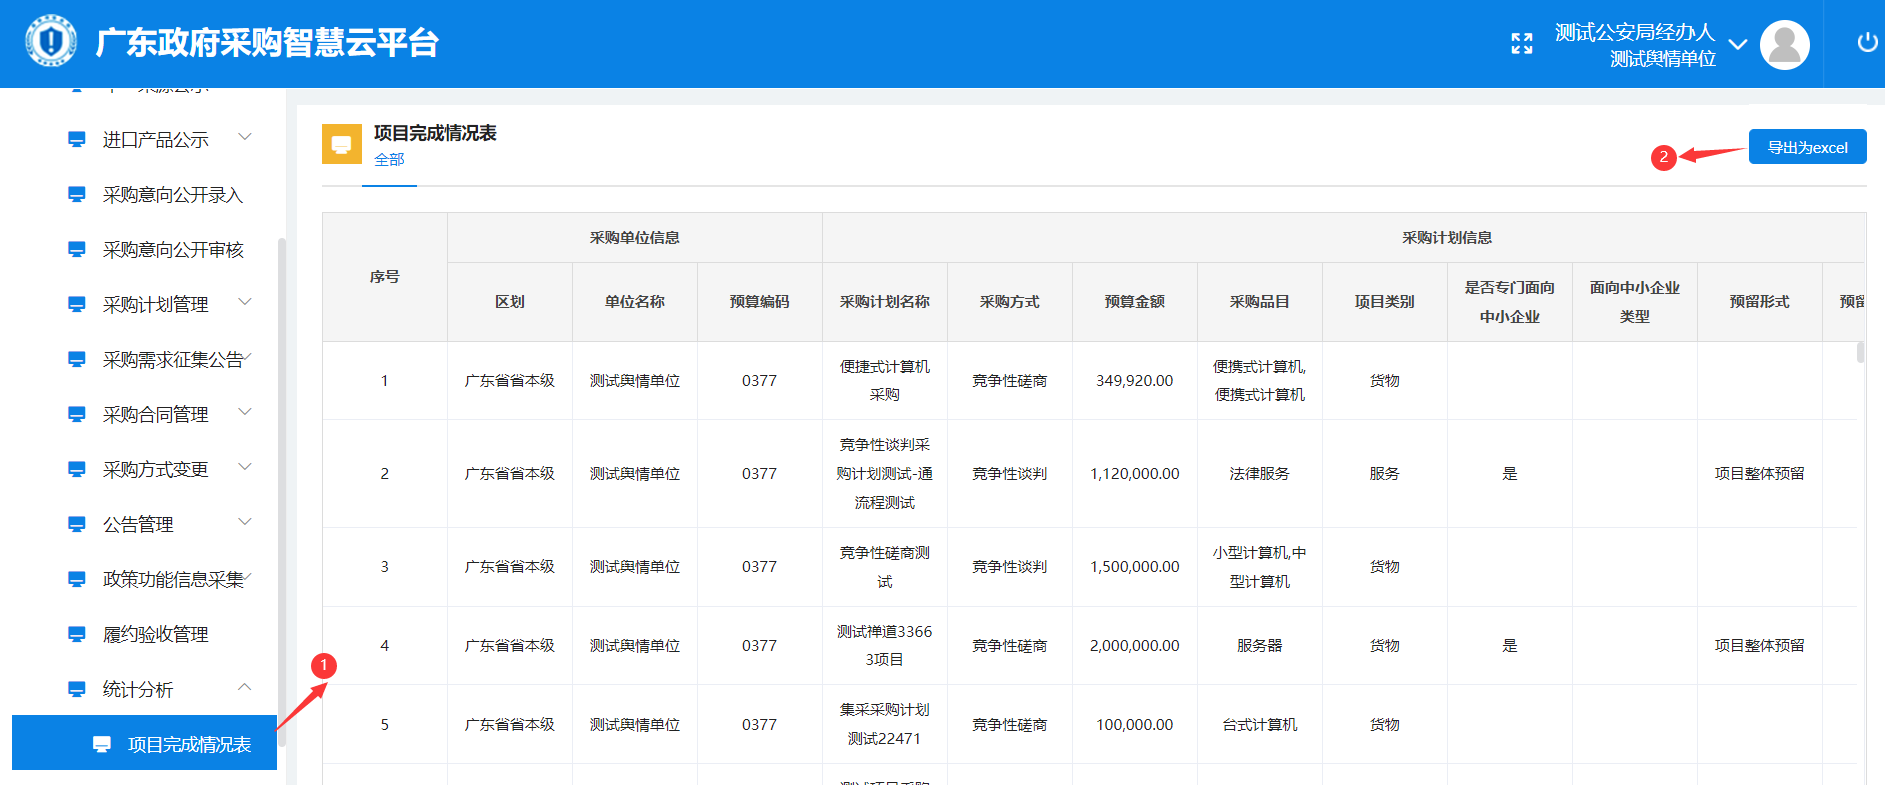 广东政府采购智慧云平台
测试公安局经办人
测试舆情单位
进口产品公示
采购意向公开录入
采购意向公开审核
采购计划管理
采购需求征集公告
采购合同管理
采购方式变更
公告管理
政策功能信息采集
履约验收管理
统计分析
项目完成情况表
1
项目完成情况表
全部
2
导出为excel
序号
采购单位信息
采购计划信息
区划
单位名称
预算编码
采购计划名称
采购方式
预算金额
采购品目
项目类别
是否专门面向
中小企业
面向中小企业
类型
预留形式
预留
1
广东省省本级
测试舆情单位
0377
便捷式计算机
采购
竞争性磋商
349,920.00
便携式计算机,
便携式计算机
货物
2
广东省省本级
测试舆情单位
0377
竞争性谈判采
购计划测试-通
流程测试
竞争性谈判
1,120,000.00
法律服务
服务
是
项目整体预留
3
广东省省本级
测试舆情单位
0377
竞争性磋商测
试
竞争性谈判
1,500,000.00
小型计算机,中
型计算机
货物
4
广东省省本级
测试舆情单位
0377
测试禅道3366
3项目
竞争性磋商
2,000,000.00
服务器
货物
是
项目整体预留
5
广东省省本级
测试舆情单位
0377
集采采购计划
测试22471
竞争性磋商
100,000.00
台式计算机
货物